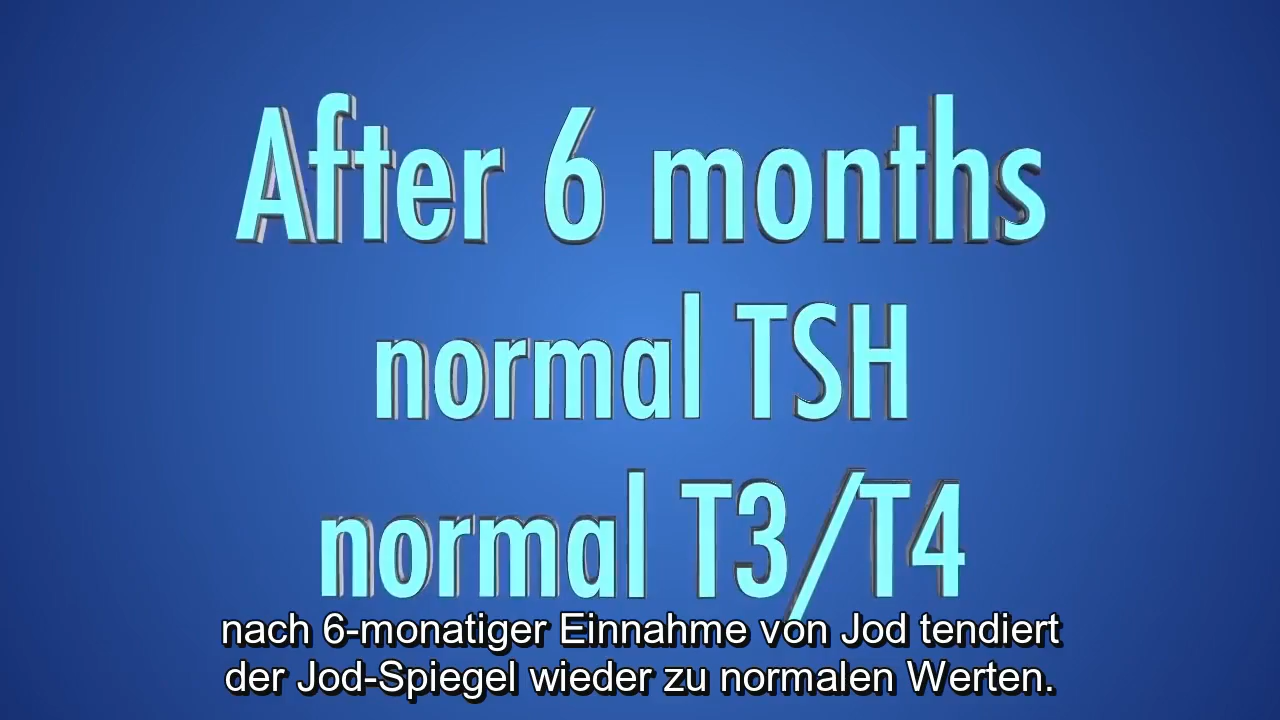 After 6 months
normal TSH
normal T3/T4
nach 6-monatiger Einnahme von Jod tendiert
der Jod-Spiegel wieder zu normalen Werten.